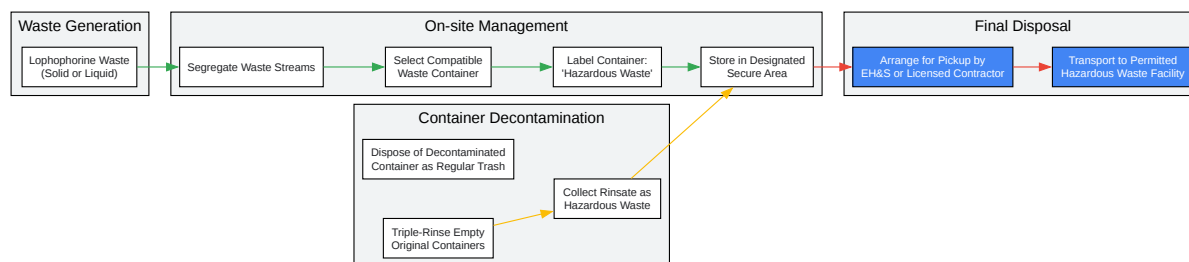 Waste Generation
Lophophorine Waste
(Solid or Liquid)
On-site Management
Segregate Waste Streams
Select Compatible
Waste Container
Label Container:
'Hazardous Waste'
Store in Designated
Secure Area
Final Disposal
Arrange for Pickup by
EH&S or Licensed Contractor
Transport to Permitted
Hazardous Waste Facility
Container Decontamination
Dispose of Decontaminated
Container as Regular Trash
Collect Rinsate as
Hazardous Waste
Triple-Rinse Empty
Original Containers